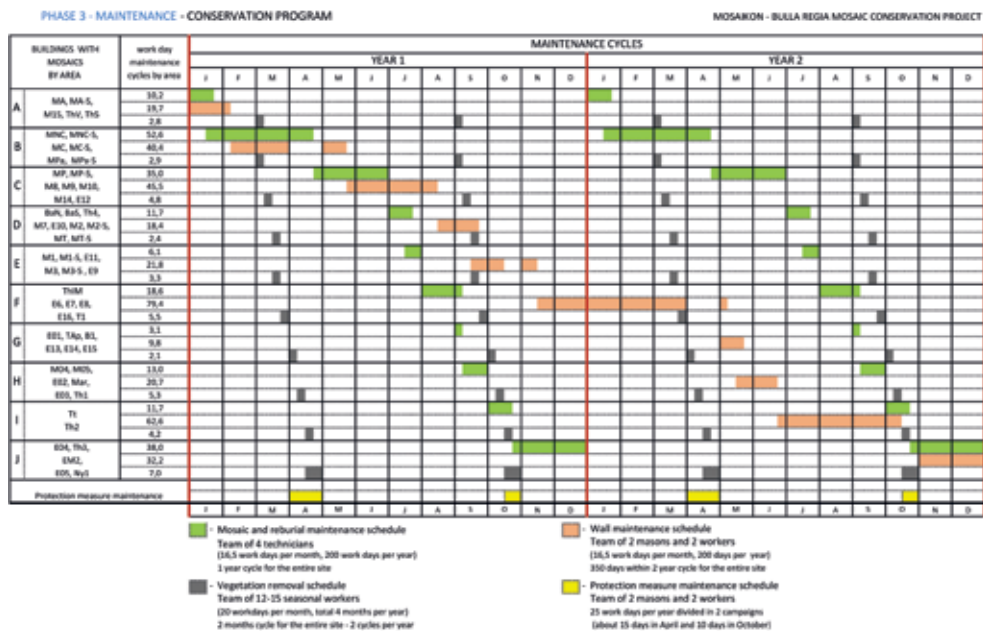 PHASE 3 - MAINTENANCE - CONSERVATION PROGRAM
MOSAIKON - BULLA REGIA MOSAIC CONSERVATION PROJECT
BUILDINGS WITH MOSAICS BY AREA
work day maintenance cycles by area
MAINTENANCE CYCLES
YEAR 1
YEAR 2
J F M A M J J A S O N D J F M A M J J A S O N D
A
MA, MA-S,
M15, ThV, ThS
10,2
19,7
2,8
B
MNC, MNC-S,
MC, MC-S,
MPa, MPa-S
52,6
40,4
2,9
C
MP, MP-S,
M8, M9, M10,
M14, E12
35,0
45,5
4,8
D
BaN, BaS, Th4,
M7, E10, M2, M2-S,
MT, MT-S
11,7
18,4
2,4
E
M1, M1-S, E11,
M3, M3-S, E9
6,1
21,8
3,3
F
ThJM
E6, E7, E8,
E16, T1
18,6
79,4
5,5
G
E01, TAp, B1,
E13, E14, E15
3,1
9,8
2,1
H
MO4, MO5,
E02, Mar,
E03, Th1
13,0
20,7
5,3
I
Tt
Th2
11,7
62,6
4,2
J
E04, Th3,
EM2,
E05, Ny1
38,0
32,2
7,0
Protection measure maintenance
J F M A M J J A S O N D J F M A M J J A S O N D
- Mosaic and reburial maintenance schedule
Team of 4 technicians
(16,5 work days per month, 200 work days per year)
1 year cycle for the entire site
- Wall maintenance schedule
Team of 2 masons and 2 workers
(16,5 work days per month, 200 days per year)
350 days within 2 year cycle for the entire site
- Vegetation removal schedule
Team of 12-15 seasonal workers
(20 workdays per month, total 4 months per year)
2 months cycle for the entire site - 2 cycles per year
- Protection measure maintenance schedule
Team of 2 masons and 2 workers
25 work days per year divided in 2 campaigns
(about 15 days in April and 10 days in October)